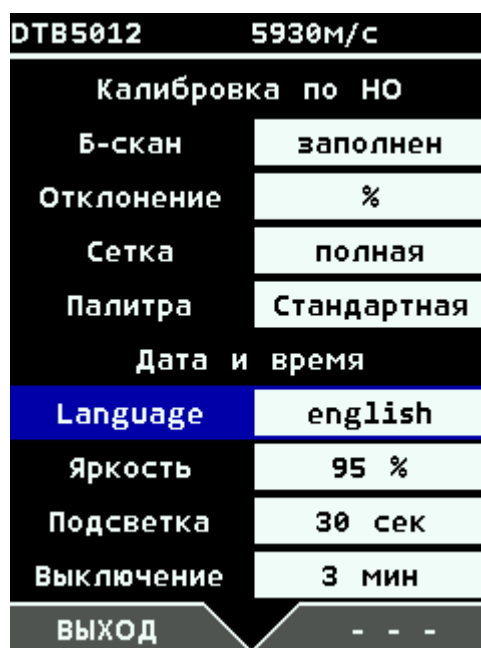 DTB5012 5930м/с
Калибровка по НО
Б-скан заполнен
Отклонение %
Сетка полная
Палитра Стандартная
Дата и время
Language english
Яркость 95 %
Подсветка 30 сек
Выключение 3 мин
ВЫХОД - - -